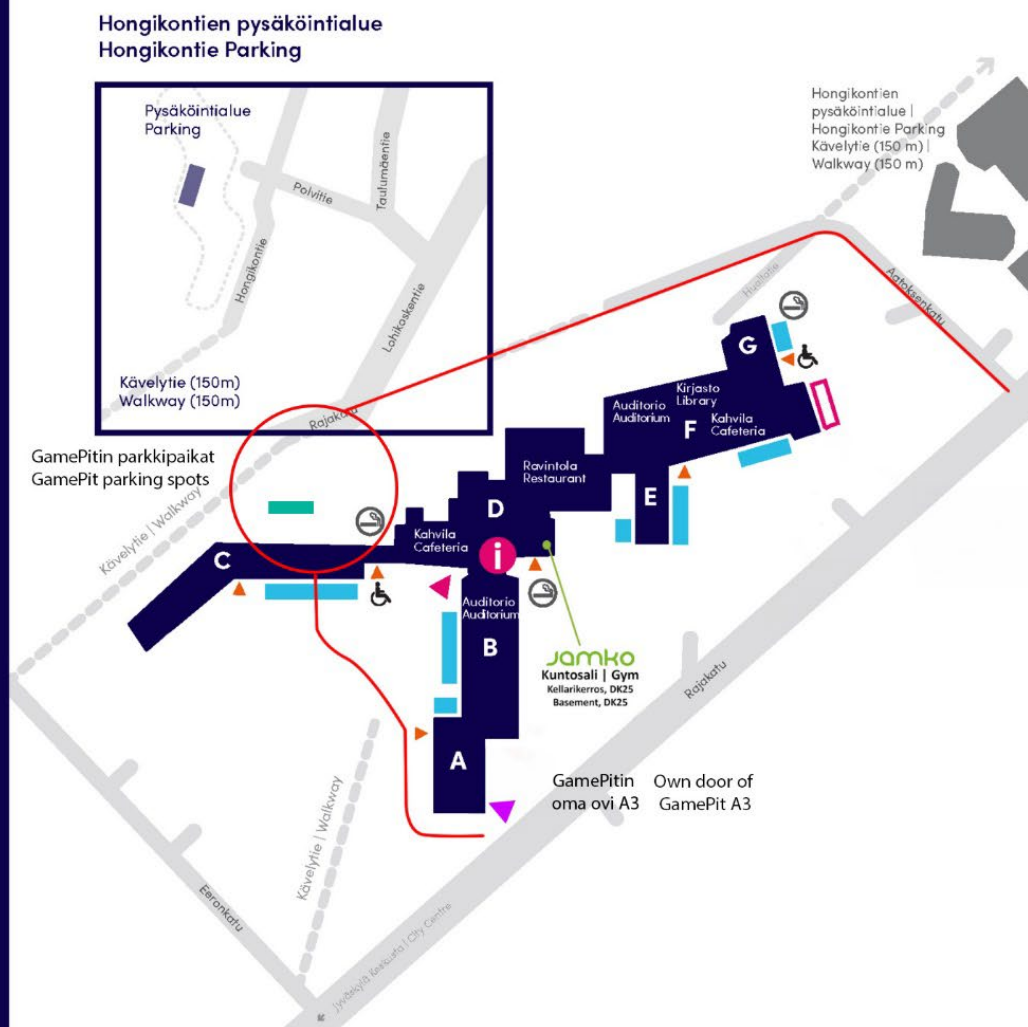 Hongikontien pysäköintialue
Hongikontie Parking
Pysäköintialue
Parking
Polvitie
Taulumäentie
Hongikontie
Lohikoskentie
Kävelytie (150m)
Walkway (150m)
Hongikontien
pysäköintialue |
Hongikontie Parking
Kävelytie (150 m) |
Walkway (150 m)
Aatoksenkatu
Rajakatu
GamePitin parkkipaikat
GamePit parking spots
Kävelytie | Walkway
G
Kirjasto
Library
Auditorio
Auditorium
F
Kahvila
Cafeteria
Ravintola
Restaurant
E
D
Kahvila
Cafeteria
i
C
Auditorio
Auditorium
B
JAMKO
Kuntosali | Gym
Kellarikerros, DK25
Basement, DK25
Rajakatu
A
GamePitin
oma ovi A3
Own door of
GamePit A3
Kävelytie | Walkway
Eeronkatu
Jyväskylä Keskusta | City Centre